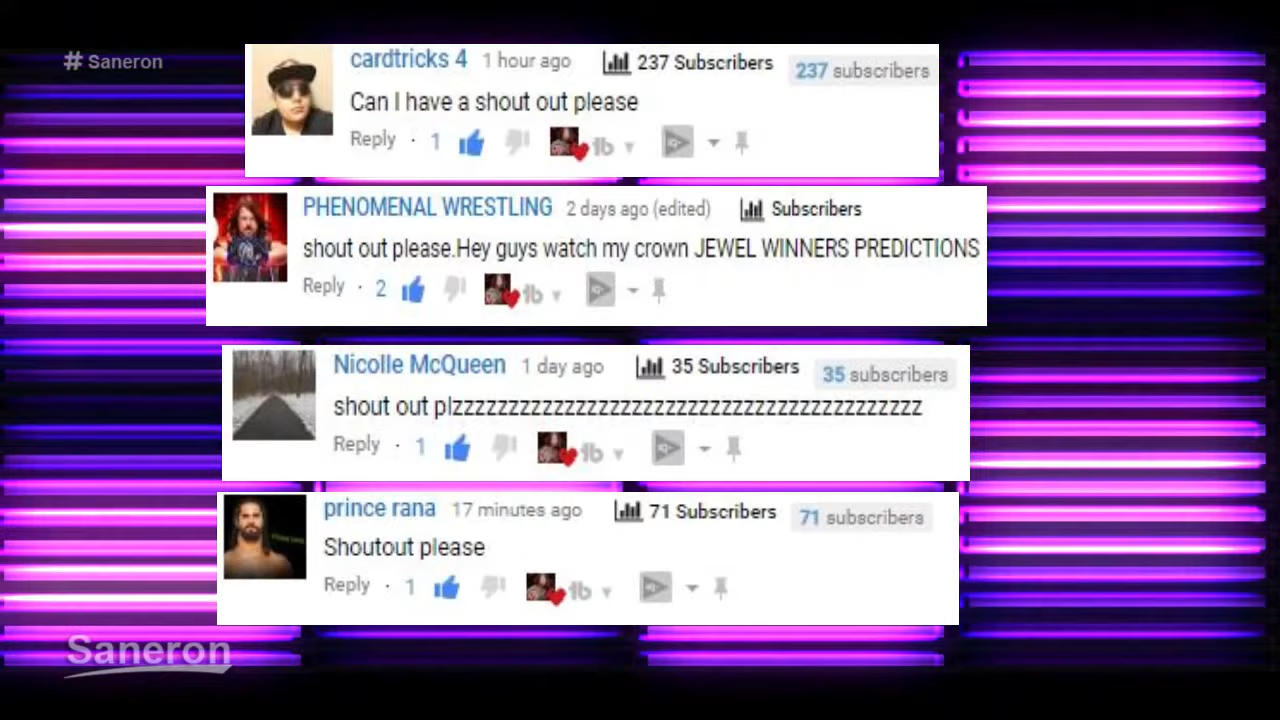 # Saneron
cardtricks 4 1 hour ago 237 Subscribers 237 subscribers
Can I have a shout out please
Reply · 1
PHENOMENAL WRESTLING 2 days ago (edited) Subscribers
shout out please.Hey guys watch my crown JEWEL WINNERS PREDICTIONS
Reply · 2
Nicolle McQueen 1 day ago 35 Subscribers 35 subscribers
shout out plzzzzzzzzzzzzzzzzzzzzzzzzzzzzzzzzzzzzzzzzzz
Reply · 1
prince rana 17 minutes ago 71 Subscribers 71 subscribers
Shoutout please
Reply · 1
Saneron